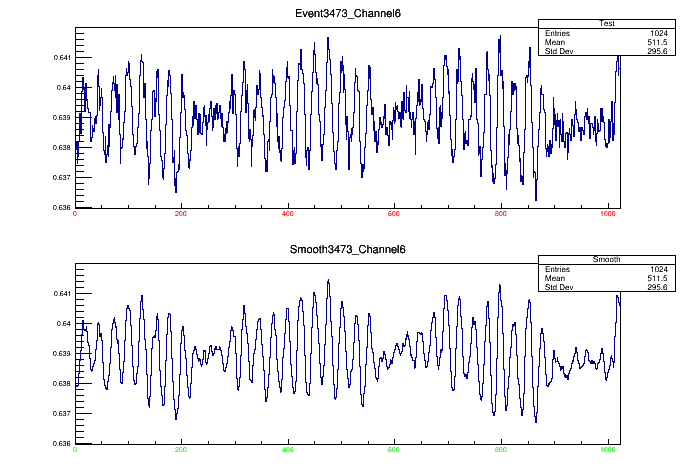 Event3473_Channel6
Test
Entries 1024
Mean 511.5
Std Dev 295.6
0.641
0.64
0.639
0.638
0.637
0.636
0 200 400 600 800 1000
Smooth3473_Channel6
Smooth
Entries 1024
Mean 511.5
Std Dev 295.6
0.641
0.64
0.639
0.638
0.637
0.636
0 200 400 600 800 1000